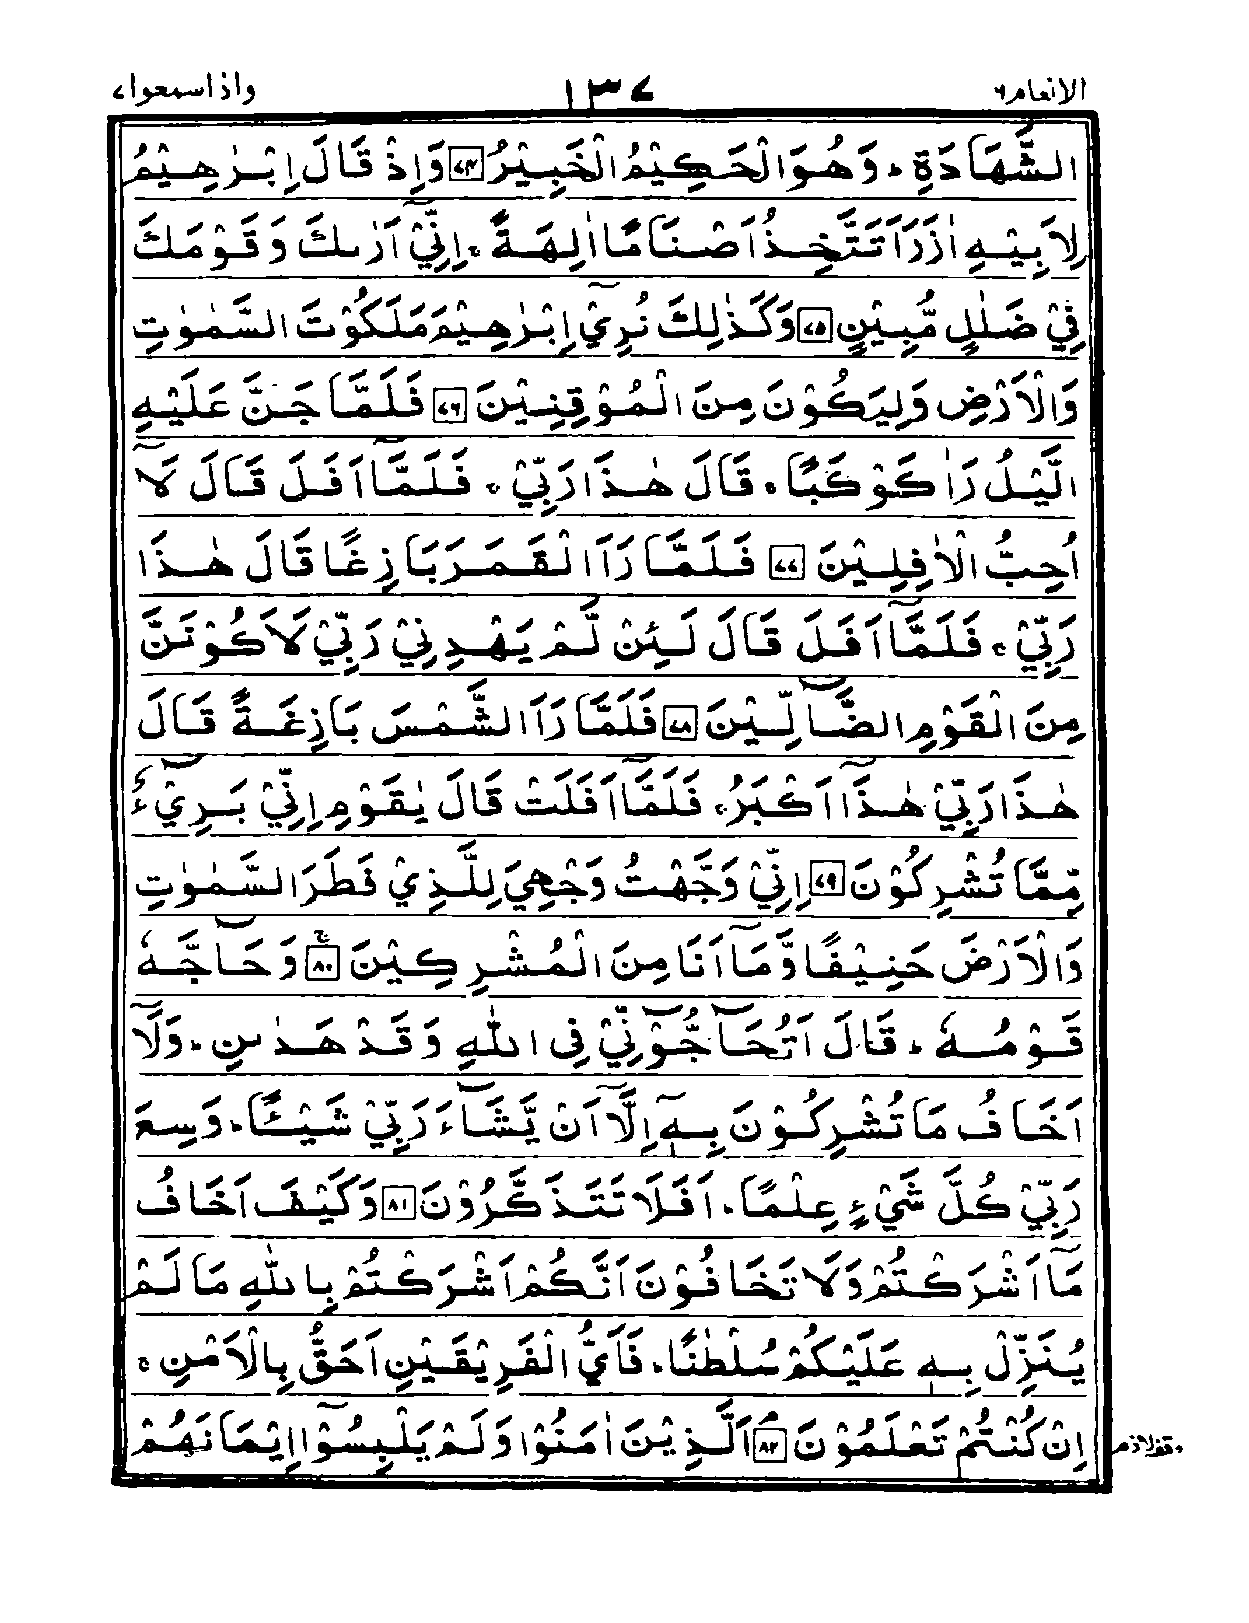 الانعام ٦ ١٣٧ واذا سمعوا ٧
الشَّهَادَةِ ؕ وَهُوَ الْحَكِيْمُ الْخَبِيْرُ ٧٤ وَاِذْ قَالَ اِبْرٰهِيْمُ
لِاَبِيْهِ اٰزَرَ اَتَتَّخِذُ اَصْنَامًا اٰلِهَةً ۚ اِنِّيْٓ اَرٰىكَ وَقَوْمَكَ
فِيْ ضَلٰلٍ مُّبِيْنٍ ٧٥ وَكَذٰلِكَ نُرِيْٓ اِبْرٰهِيْمَ مَلَكُوْتَ السَّمٰوٰتِ
وَالْاَرْضِ وَلِيَكُوْنَ مِنَ الْمُوْقِنِيْنَ ٧٦ فَلَمَّا جَنَّ عَلَيْهِ
الَّيْلُ رَاٰ كَوْكَبًا ۚ قَالَ هٰذَا رَبِّيْ ۚ فَلَمَّآ اَفَلَ قَالَ لَآ
اُحِبُّ الْاٰفِلِيْنَ ٧٧ فَلَمَّا رَاَا الْقَمَرَ بَازِغًا قَالَ هٰذَا
رَبِّيْ ۚ فَلَمَّآ اَفَلَ قَالَ لَئِنْ لَّمْ يَهْدِنِيْ رَبِّيْ لَاَكُوْنَنَّ
مِنَ الْقَوْمِ الضَّآلِّيْنَ ٧٨ فَلَمَّا رَاَا الشَّمْسَ بَازِغَةً قَالَ
هٰذَا رَبِّيْ هٰذَآ اَكْبَرُ ۚ فَلَمَّآ اَفَلَتْ قَالَ يٰقَوْمِ اِنِّيْ بَرِيْٓءٌ
مِّمَّا تُشْرِكُوْنَ ٧٩ اِنِّيْ وَجَّهْتُ وَجْهِيَ لِلَّذِيْ فَطَرَ السَّمٰوٰتِ
وَالْاَرْضَ حَنِيْفًا وَّمَآ اَنَا مِنَ الْمُشْرِكِيْنَ ۚ ٨٠ وَحَآجَّهٗ
قَوْمُهٗ ؕ قَالَ اَتُحَآجُّوْٓنِّيْ فِى اللّٰهِ وَقَدْ هَدٰىنِ ؕ وَلَآ
اَخَافُ مَا تُشْرِكُوْنَ بِهٖٓ اِلَّآ اَنْ يَّشَآءَ رَبِّيْ شَيْـًٔا ؕ وَسِعَ
رَبِّيْ كُلَّ شَيْءٍ عِلْمًا ؕ اَفَلَا تَتَذَكَّرُوْنَ ٨١ وَكَيْفَ اَخَافُ
مَآ اَشْرَكْتُمْ وَلَا تَخَافُوْنَ اَنَّكُمْ اَشْرَكْتُمْ بِاللّٰهِ مَا لَمْ
يُنَزِّلْ بِهٖ عَلَيْكُمْ سُلْطٰنًا ؕ فَاَيُّ الْفَرِيْقَيْنِ اَحَقُّ بِالْاَمْنِ ۚ
اِنْ كُنْتُمْ تَعْلَمُوْنَ ۘ ٨٢ اَلَّذِيْنَ اٰمَنُوْا وَلَمْ يَلْبِسُوْٓا اِيْمَانَهُمْ
وقف لازم